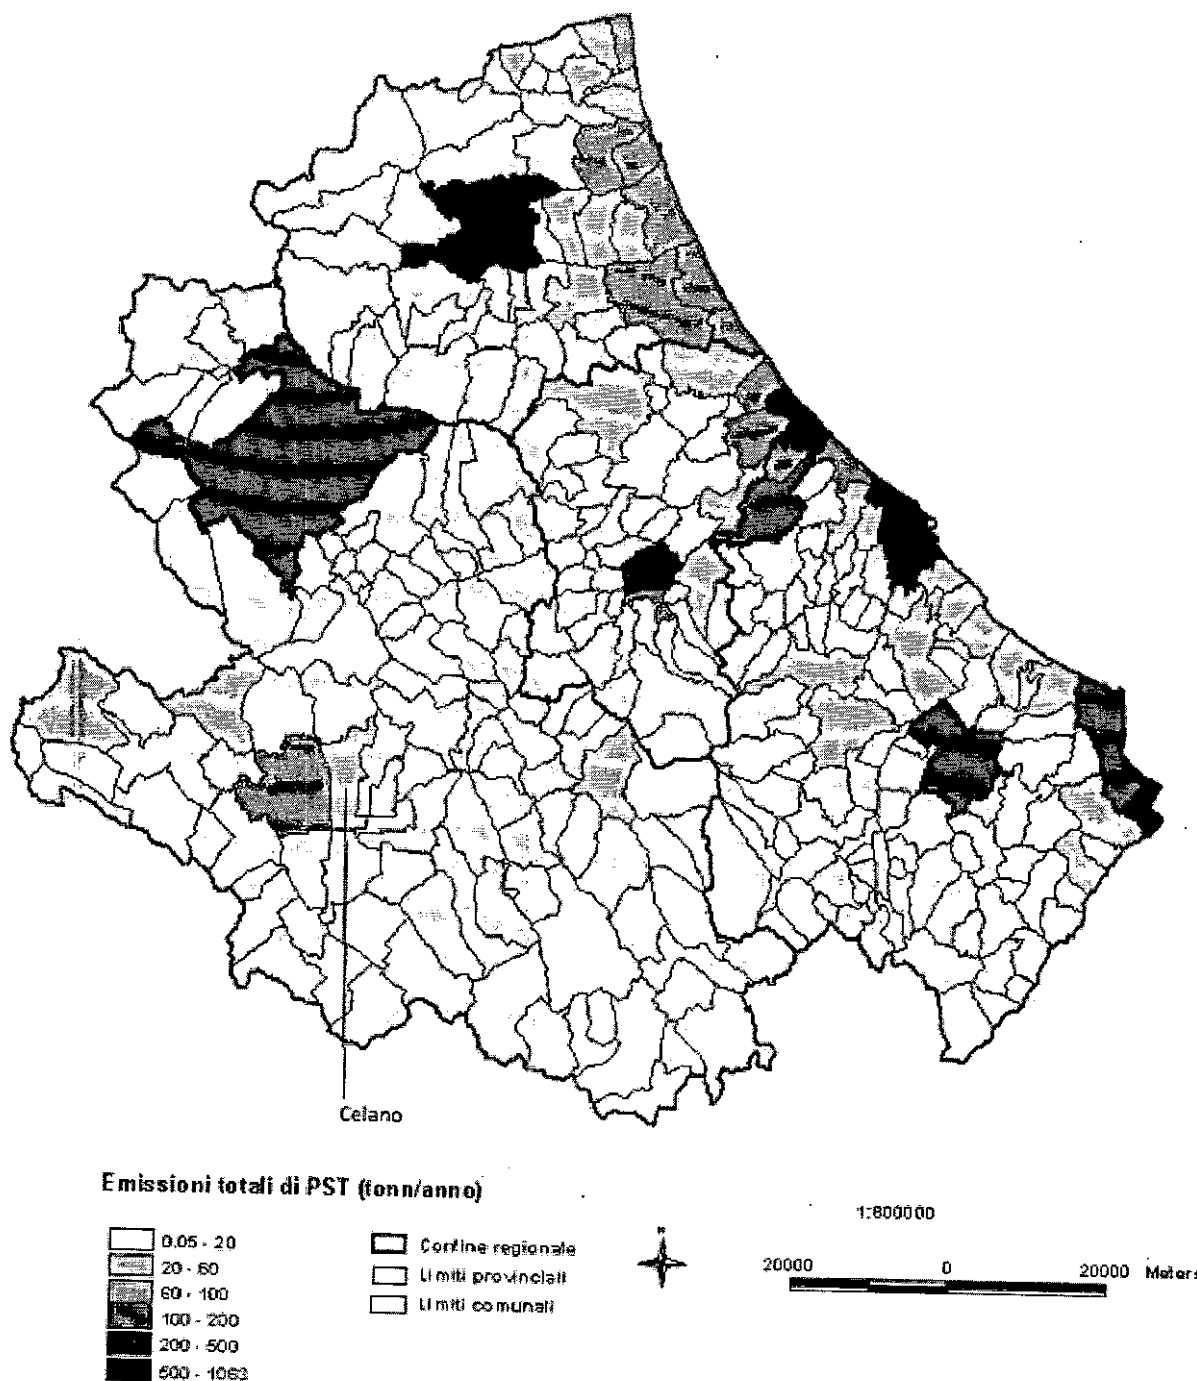 Celano
Emissioni totali di PST (tonn/anno)
0.05 - 20
20 - 60
60 - 100
100 - 200
200 - 500
500 - 1063
Confine regionale
Limiti provinciali
Limiti comunali
N
1:800000
20000 0 20000 Meters